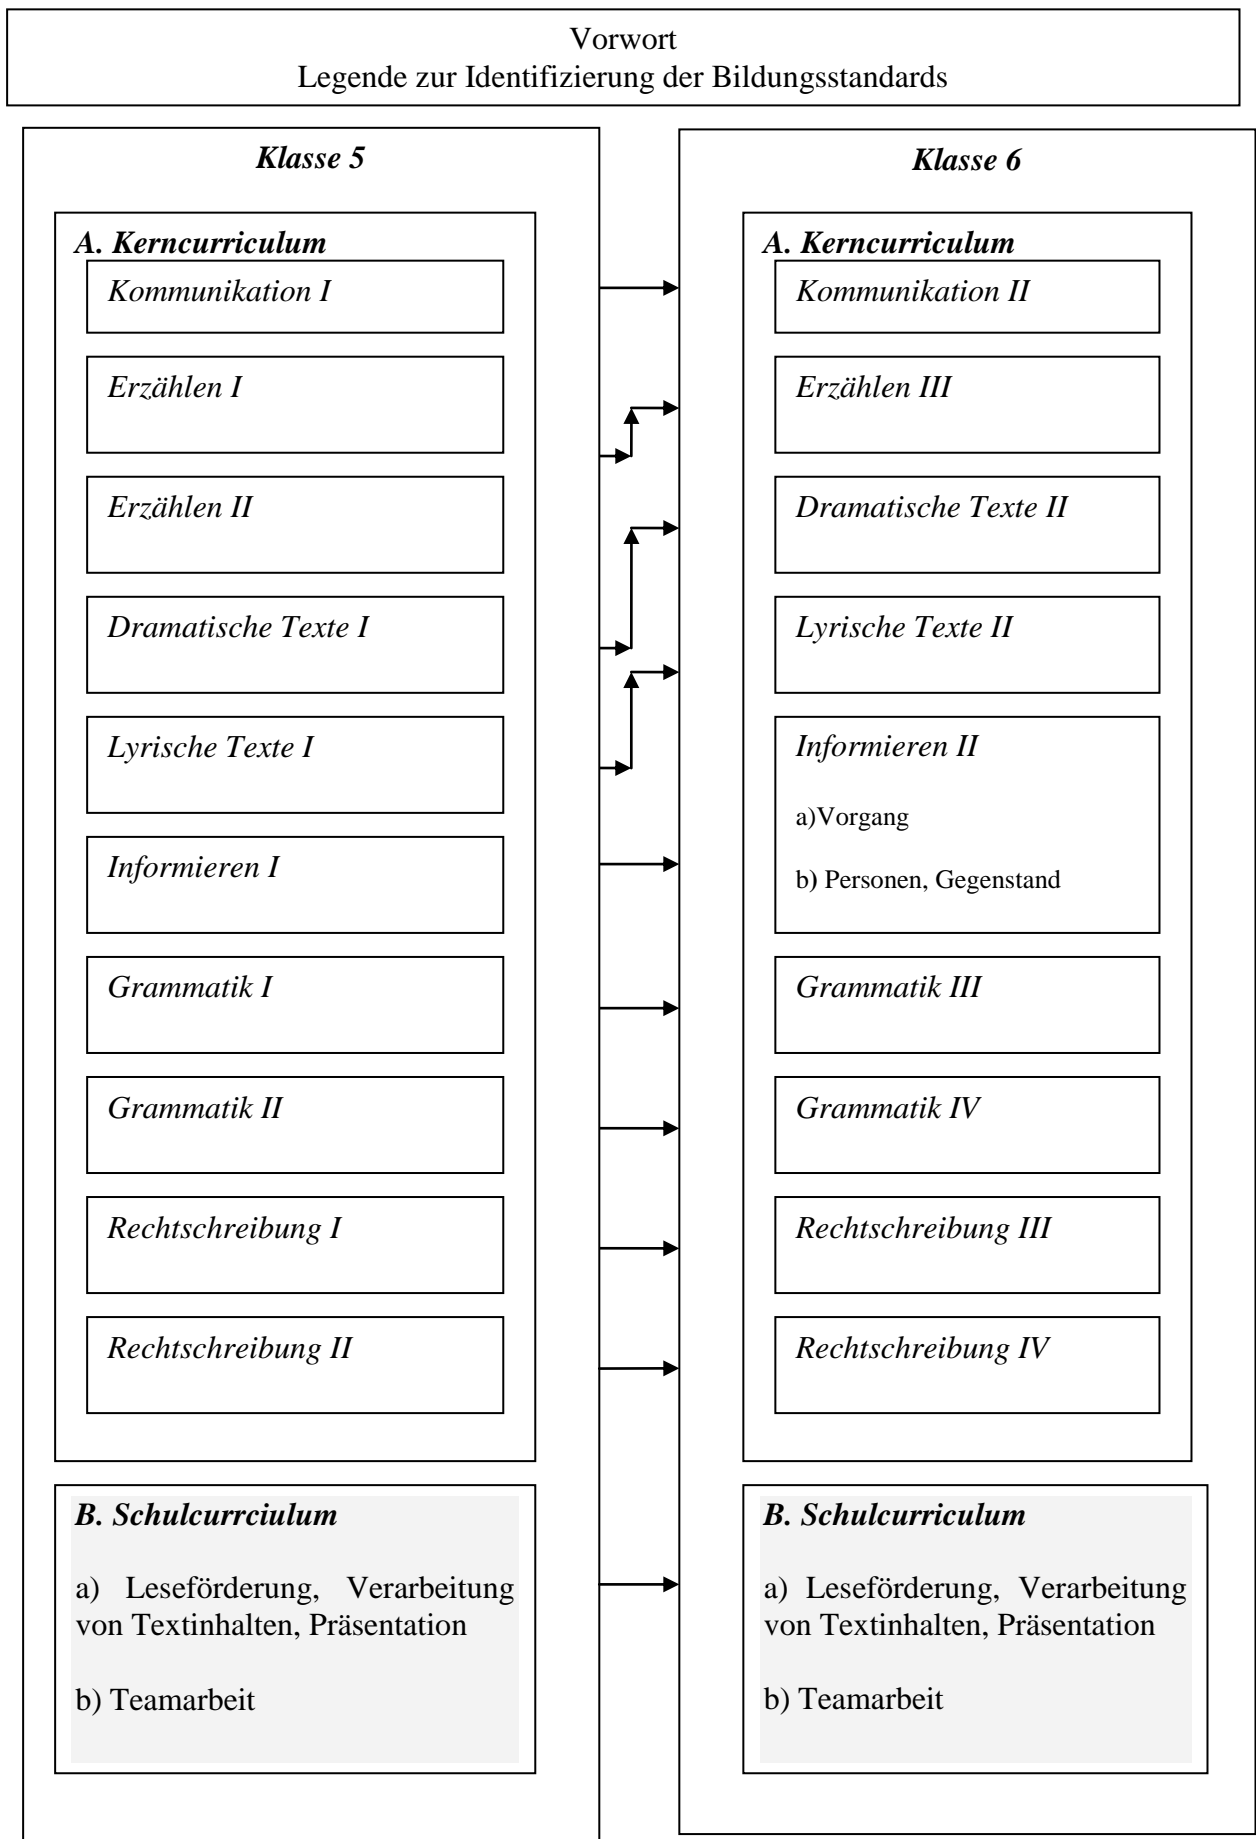 Vorwort
Legende zur Identifizierung der Bildungsstandards
Klasse 5
A. Kerncurriculum
Kommunikation I
Erzählen I
Erzählen II
Dramatische Texte I
Lyrische Texte I
Informieren I
Grammatik I
Grammatik II
Rechtschreibung I
Rechtschreibung II
B. Schulcurrciulum
a) Leseförderung, Verarbeitung
von Textinhalten, Präsentation
b) Teamarbeit
Klasse 6
A. Kerncurriculum
Kommunikation II
Erzählen III
Dramatische Texte II
Lyrische Texte II
Informieren II
a)Vorgang
b) Personen, Gegenstand
Grammatik III
Grammatik IV
Rechtschreibung III
Rechtschreibung IV
B. Schulcurriculum
a) Leseförderung, Verarbeitung
von Textinhalten, Präsentation
b) Teamarbeit